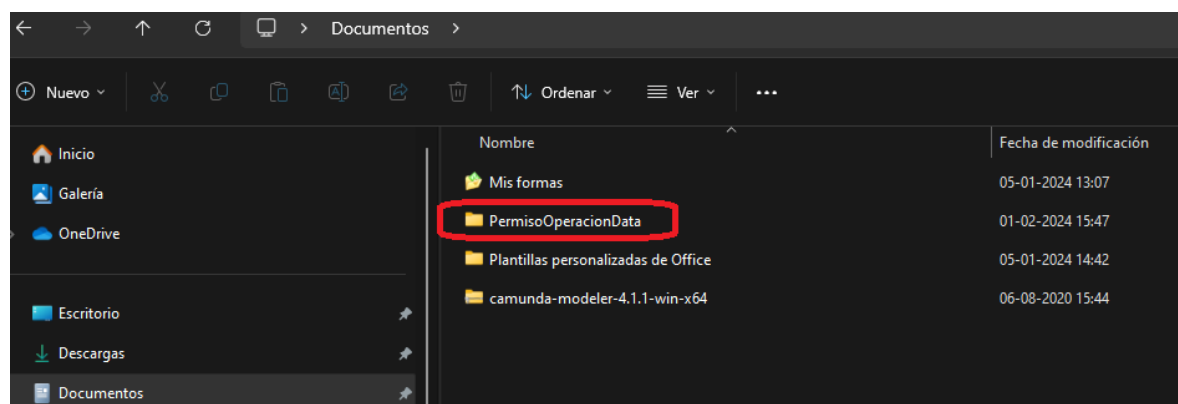 Documentos
Nuevo
Ordenar
Ver
Inicio
Galería
OneDrive
Escritorio
Descargas
Documentos
Nombre Fecha de modificación
Mis formas 05-01-2024 13:07
PermisoOperacionData 01-02-2024 15:47
Plantillas personalizadas de Office 05-01-2024 14:42
camunda-modeler-4.1.1-win-x64 06-08-2020 15:44